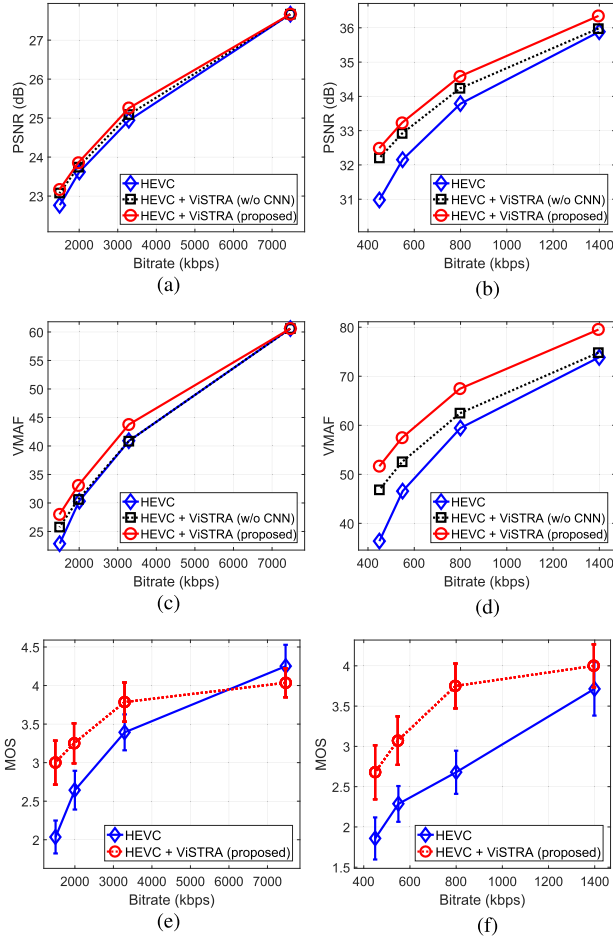 27
26
25
24
23
PSNR (dB)
HEVC
HEVC + ViSTRA (w/o CNN)
HEVC + ViSTRA (proposed)
2000 3000 4000 5000 6000 7000
Bitrate (kbps)
(a)
36
35
34
33
32
31
PSNR (dB)
HEVC
HEVC + ViSTRA (w/o CNN)
HEVC + ViSTRA (proposed)
400 600 800 1000 1200 1400
Bitrate (kbps)
(b)
60
55
50
45
40
35
30
25
VMAF
HEVC
HEVC + ViSTRA (w/o CNN)
HEVC + ViSTRA (proposed)
2000 3000 4000 5000 6000 7000
Bitrate (kbps)
(c)
80
70
60
50
40
VMAF
HEVC
HEVC + ViSTRA (w/o CNN)
HEVC + ViSTRA (proposed)
400 600 800 1000 1200 1400
Bitrate (kbps)
(d)
4.5
4
3.5
3
2.5
2
MOS
HEVC
HEVC + ViSTRA (proposed)
2000 3000 4000 5000 6000 7000
Bitrate (kbps)
(e)
4
3.5
3
2.5
2
1.5
MOS
HEVC
HEVC + ViSTRA (proposed)
400 600 800 1000 1200 1400
Bitrate (kbps)
(f)